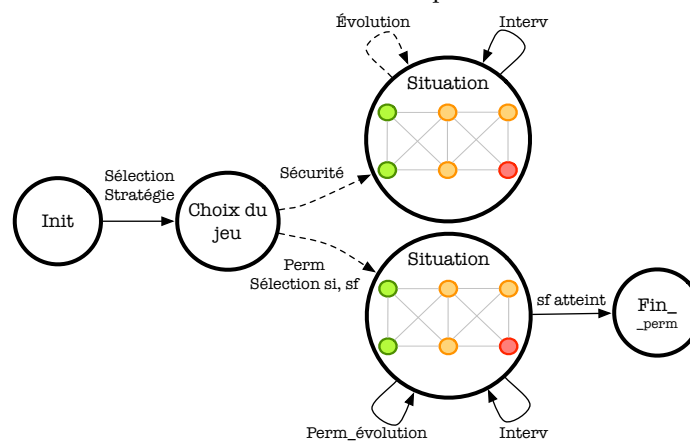 Évolution
Interv
Situation
Sélection
Stratégie
Sécurité
Init
Choix du
jeu
Perm
Sélection si, sf
Situation
sf atteint
Fin_
_perm
Perm_évolution
Interv